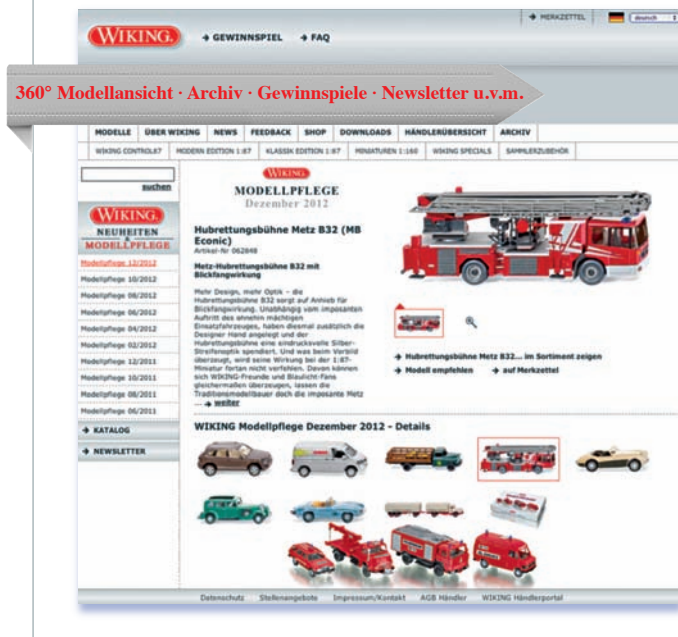 MERKZETTEL
deutsch
WIKING
GEWINNSPIEL
FAQ
360° Modellansicht · Archiv · Gewinnspiele · Newsletter u.v.m.
MODELLE ÜBER WIKING NEWS FEEDBACK SHOP DOWNLOADS HÄNDLERÜBERSICHT ARCHIV
WIKING CONTROL87 MODERN EDITION 1:87 KLASSIK EDITION 1:87 MINIATUREN 1:160 WIKING SPECIALS SAMMLERZUBEHÖR
suchen
WIKING
NEUHEITEN
&
MODELLPFLEGE
Modellpflege 12/2012
Modellpflege 10/2012
Modellpflege 08/2012
Modellpflege 06/2012
Modellpflege 04/2012
Modellpflege 02/2012
Modellpflege 12/2011
Modellpflege 10/2011
Modellpflege 08/2011
Modellpflege 06/2011
KATALOG
NEWSLETTER
WIKING
MODELLPFLEGE
Dezember 2012
Hubrettungsbühne Metz B32 (MB
Econic)
Artikel-Nr 062848
Metz-Hubrettungsbühne B32 mit
Blickfangwirkung
Mehr Design, mehr Optik – die
Hubrettungsbühne B32 sorgt auf Anhieb für
Blickfangwirkung. Unabhängig vom imposanten
Auftritt des ohnehin mächtigen
Einsatzfahrzeuges, haben diesmal zusätzlich die
Designer Hand angelegt und der
Hubrettungsbühne eine eindrucksvolle Silber-
Streifenoptik spendiert. Und was beim Vorbild
überzeugt, wird seine Wirkung bei der 1:87-
Miniatur fortan nicht verfehlen. Davon können
sich WIKING-Freunde und Blaulicht-Fans
gleichermaßen überzeugen, lassen die
Traditionsmodellbauer doch die imposante Metz
... weiter
Hubrettungsbühne Metz B32... im Sortiment zeigen
Modell empfehlen
auf Merkzettel
WIKING Modellpflege Dezember 2012 - Details
Datenschutz Stellenangebote Impressum/Kontakt AGB Händler WIKING Händlerportal